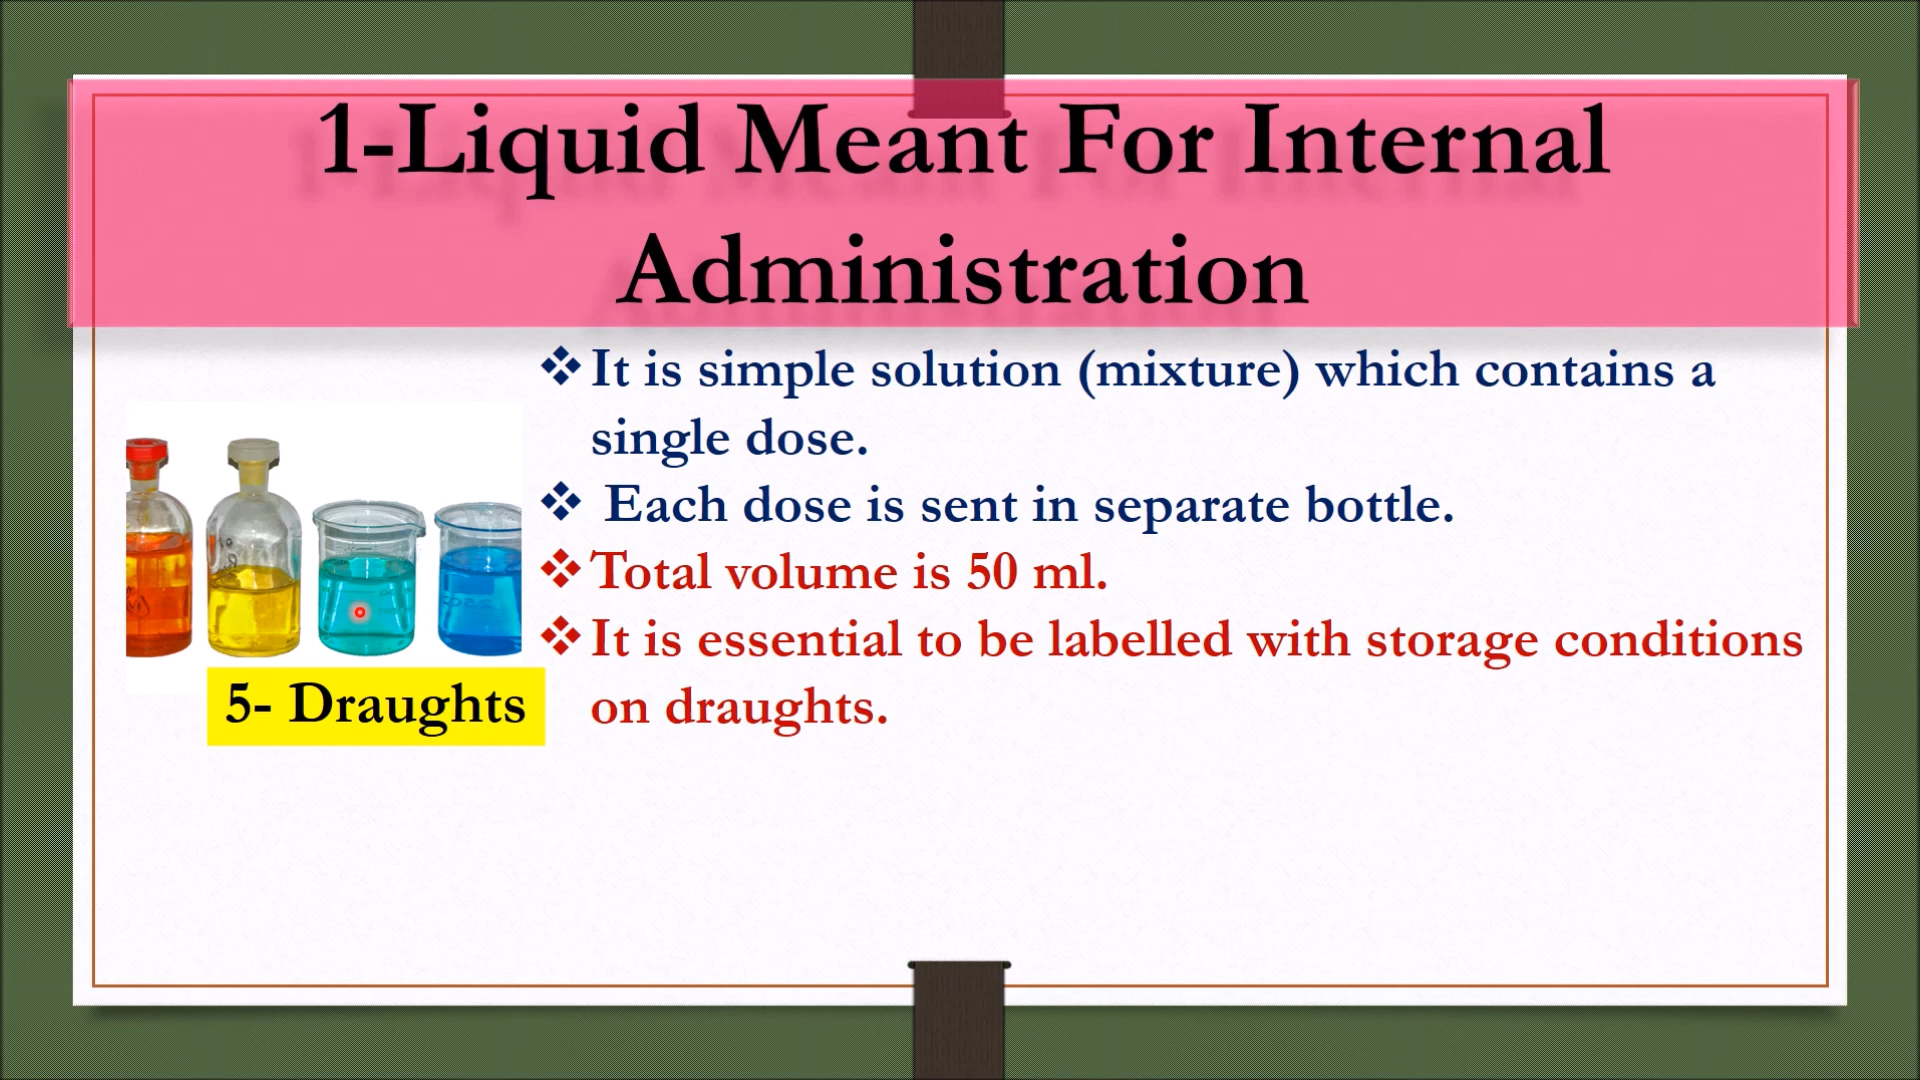 1-Liquid Meant For Internal
Administration
It is simple solution (mixture) which contains a
single dose.
Each dose is sent in separate bottle.
Total volume is 50 ml.
It is essential to be labelled with storage conditions
on draughts.
5- Draughts